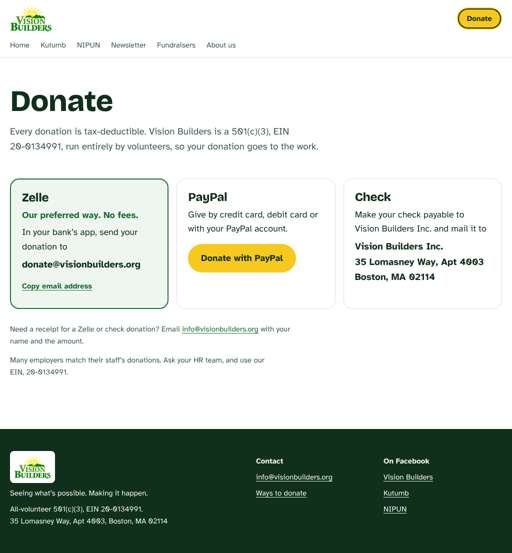 VISION
BUILDERS
Donate
Home Kutumb NIPUN Newsletter Fundraisers About us
Donate
Every donation is tax-deductible. Vision Builders is a 501(c)(3), EIN
20-0134991, run entirely by volunteers, so your donation goes to the work.
Zelle
Our preferred way. No fees.
In your bank's app, send your
donation to
donate@visionbuilders.org
Copy email address
PayPal
Give by credit card, debit card or
with your PayPal account.
Donate with PayPal
Check
Make your check payable to
Vision Builders Inc. and mail it to
Vision Builders Inc.
35 Lomasney Way, Apt 4003
Boston, MA 02114
Need a receipt for a Zelle or check donation? Email info@visionbuilders.org with your
name and the amount.
Many employers match their staff's donations. Ask your HR team, and use our
EIN, 20-0134991.
VISION
BUILDERS
Seeing what's possible. Making it happen.
All-volunteer 501(c)(3), EIN 20-0134991.
35 Lomasney Way, Apt 4003, Boston, MA 02114
Contact
info@visionbuilders.org
Ways to donate
On Facebook
Vision Builders
Kutumb
NIPUN